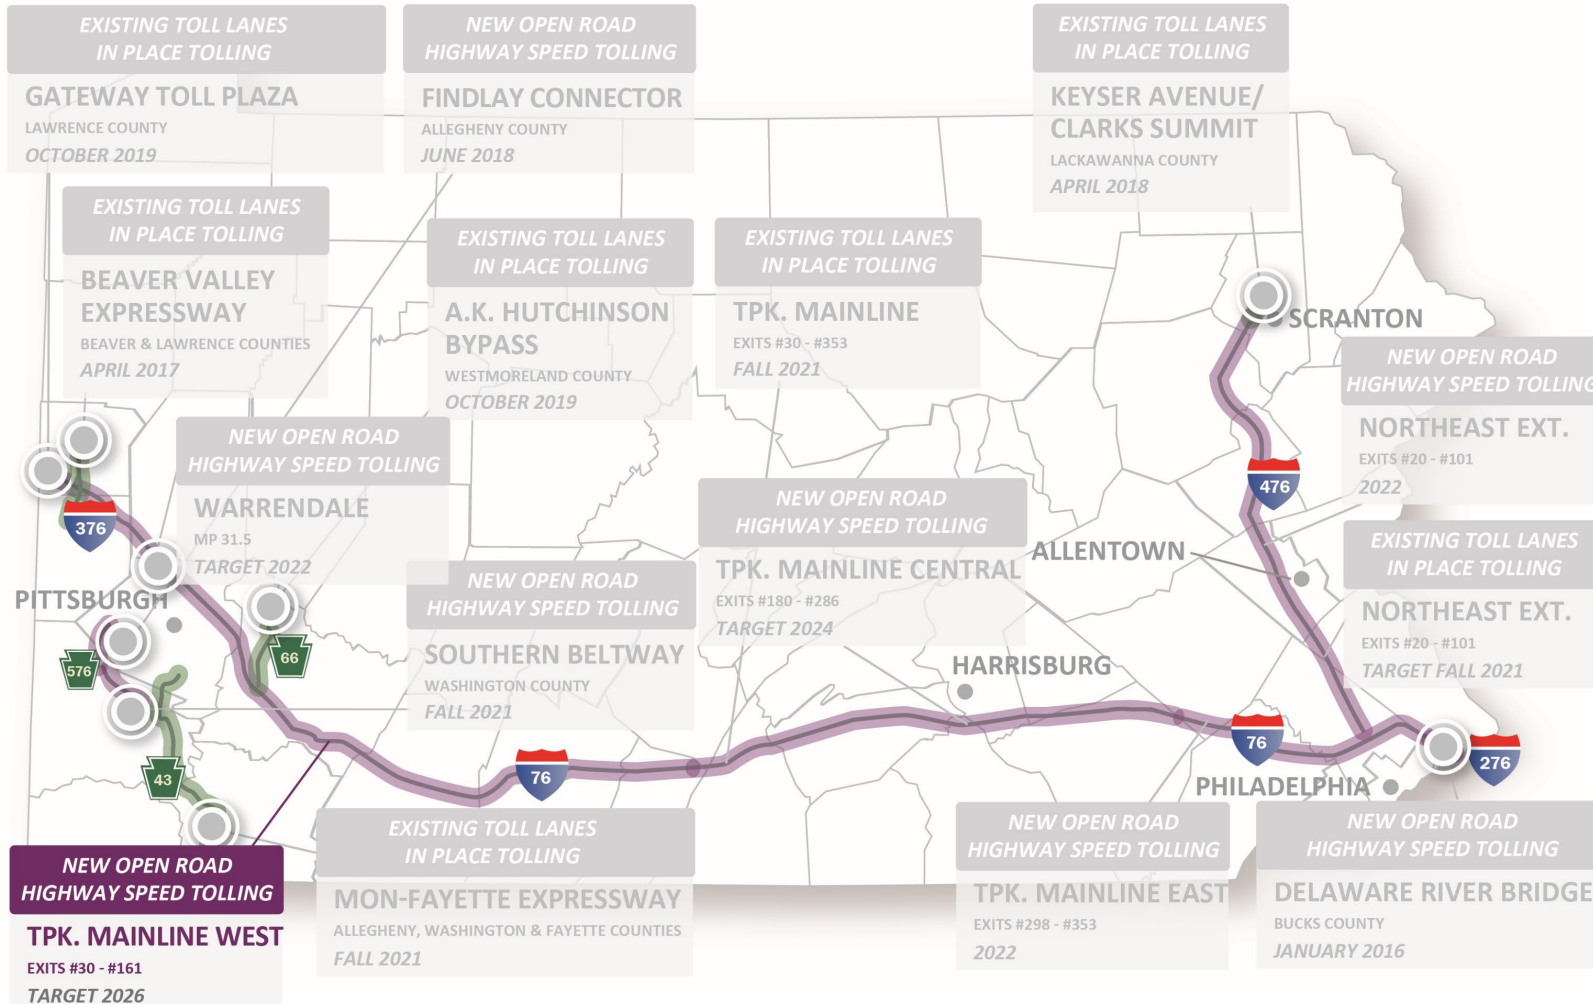 EXISTING TOLL LANES
IN PLACE TOLLING
GATEWAY TOLL PLAZA
LAWRENCE COUNTY
OCTOBER 2019
NEW OPEN ROAD
HIGHWAY SPEED TOLLING
FINDLAY CONNECTOR
ALLEGHENY COUNTY
JUNE 2018
EXISTING TOLL LANES
IN PLACE TOLLING
KEYSER AVENUE/
CLARKS SUMMIT
LACKAWANNA COUNTY
APRIL 2018
EXISTING TOLL LANES
IN PLACE TOLLING
BEAVER VALLEY
EXPRESSWAY
BEAVER & LAWRENCE COUNTIES
APRIL 2017
EXISTING TOLL LANES
IN PLACE TOLLING
A.K. HUTCHINSON
BYPASS
WESTMORELAND COUNTY
OCTOBER 2019
EXISTING TOLL LANES
IN PLACE TOLLING
TPK. MAINLINE
EXITS #30 - #353
FALL 2021
SCRANTON
NEW OPEN ROAD
HIGHWAY SPEED TOLLING
NORTHEAST EXT.
EXITS #20 - #101
2022
NEW OPEN ROAD
HIGHWAY SPEED TOLLING
WARRENDALE
MP 31.5
TARGET 2022
376
476
NEW OPEN ROAD
HIGHWAY SPEED TOLLING
TPK. MAINLINE CENTRAL
EXITS #180 - #286
TARGET 2024
ALLENTOWN
EXISTING TOLL LANES
IN PLACE TOLLING
NORTHEAST EXT.
EXITS #20 - #101
TARGET FALL 2021
PITTSBURGH
NEW OPEN ROAD
HIGHWAY SPEED TOLLING
SOUTHERN BELTWAY
WASHINGTON COUNTY
FALL 2021
576
66
HARRISBURG
43
76
76
276
PHILADELPHIA
NEW OPEN ROAD
HIGHWAY SPEED TOLLING
TPK. MAINLINE WEST
EXITS #30 - #161
TARGET 2026
EXISTING TOLL LANES
IN PLACE TOLLING
MON-FAYETTE EXPRESSWAY
ALLEGHENY, WASHINGTON & FAYETTE COUNTIES
FALL 2021
NEW OPEN ROAD
HIGHWAY SPEED TOLLING
TPK. MAINLINE EAST
EXITS #298 - #353
2022
NEW OPEN ROAD
HIGHWAY SPEED TOLLING
DELAWARE RIVER BRIDGE
BUCKS COUNTY
JANUARY 2016